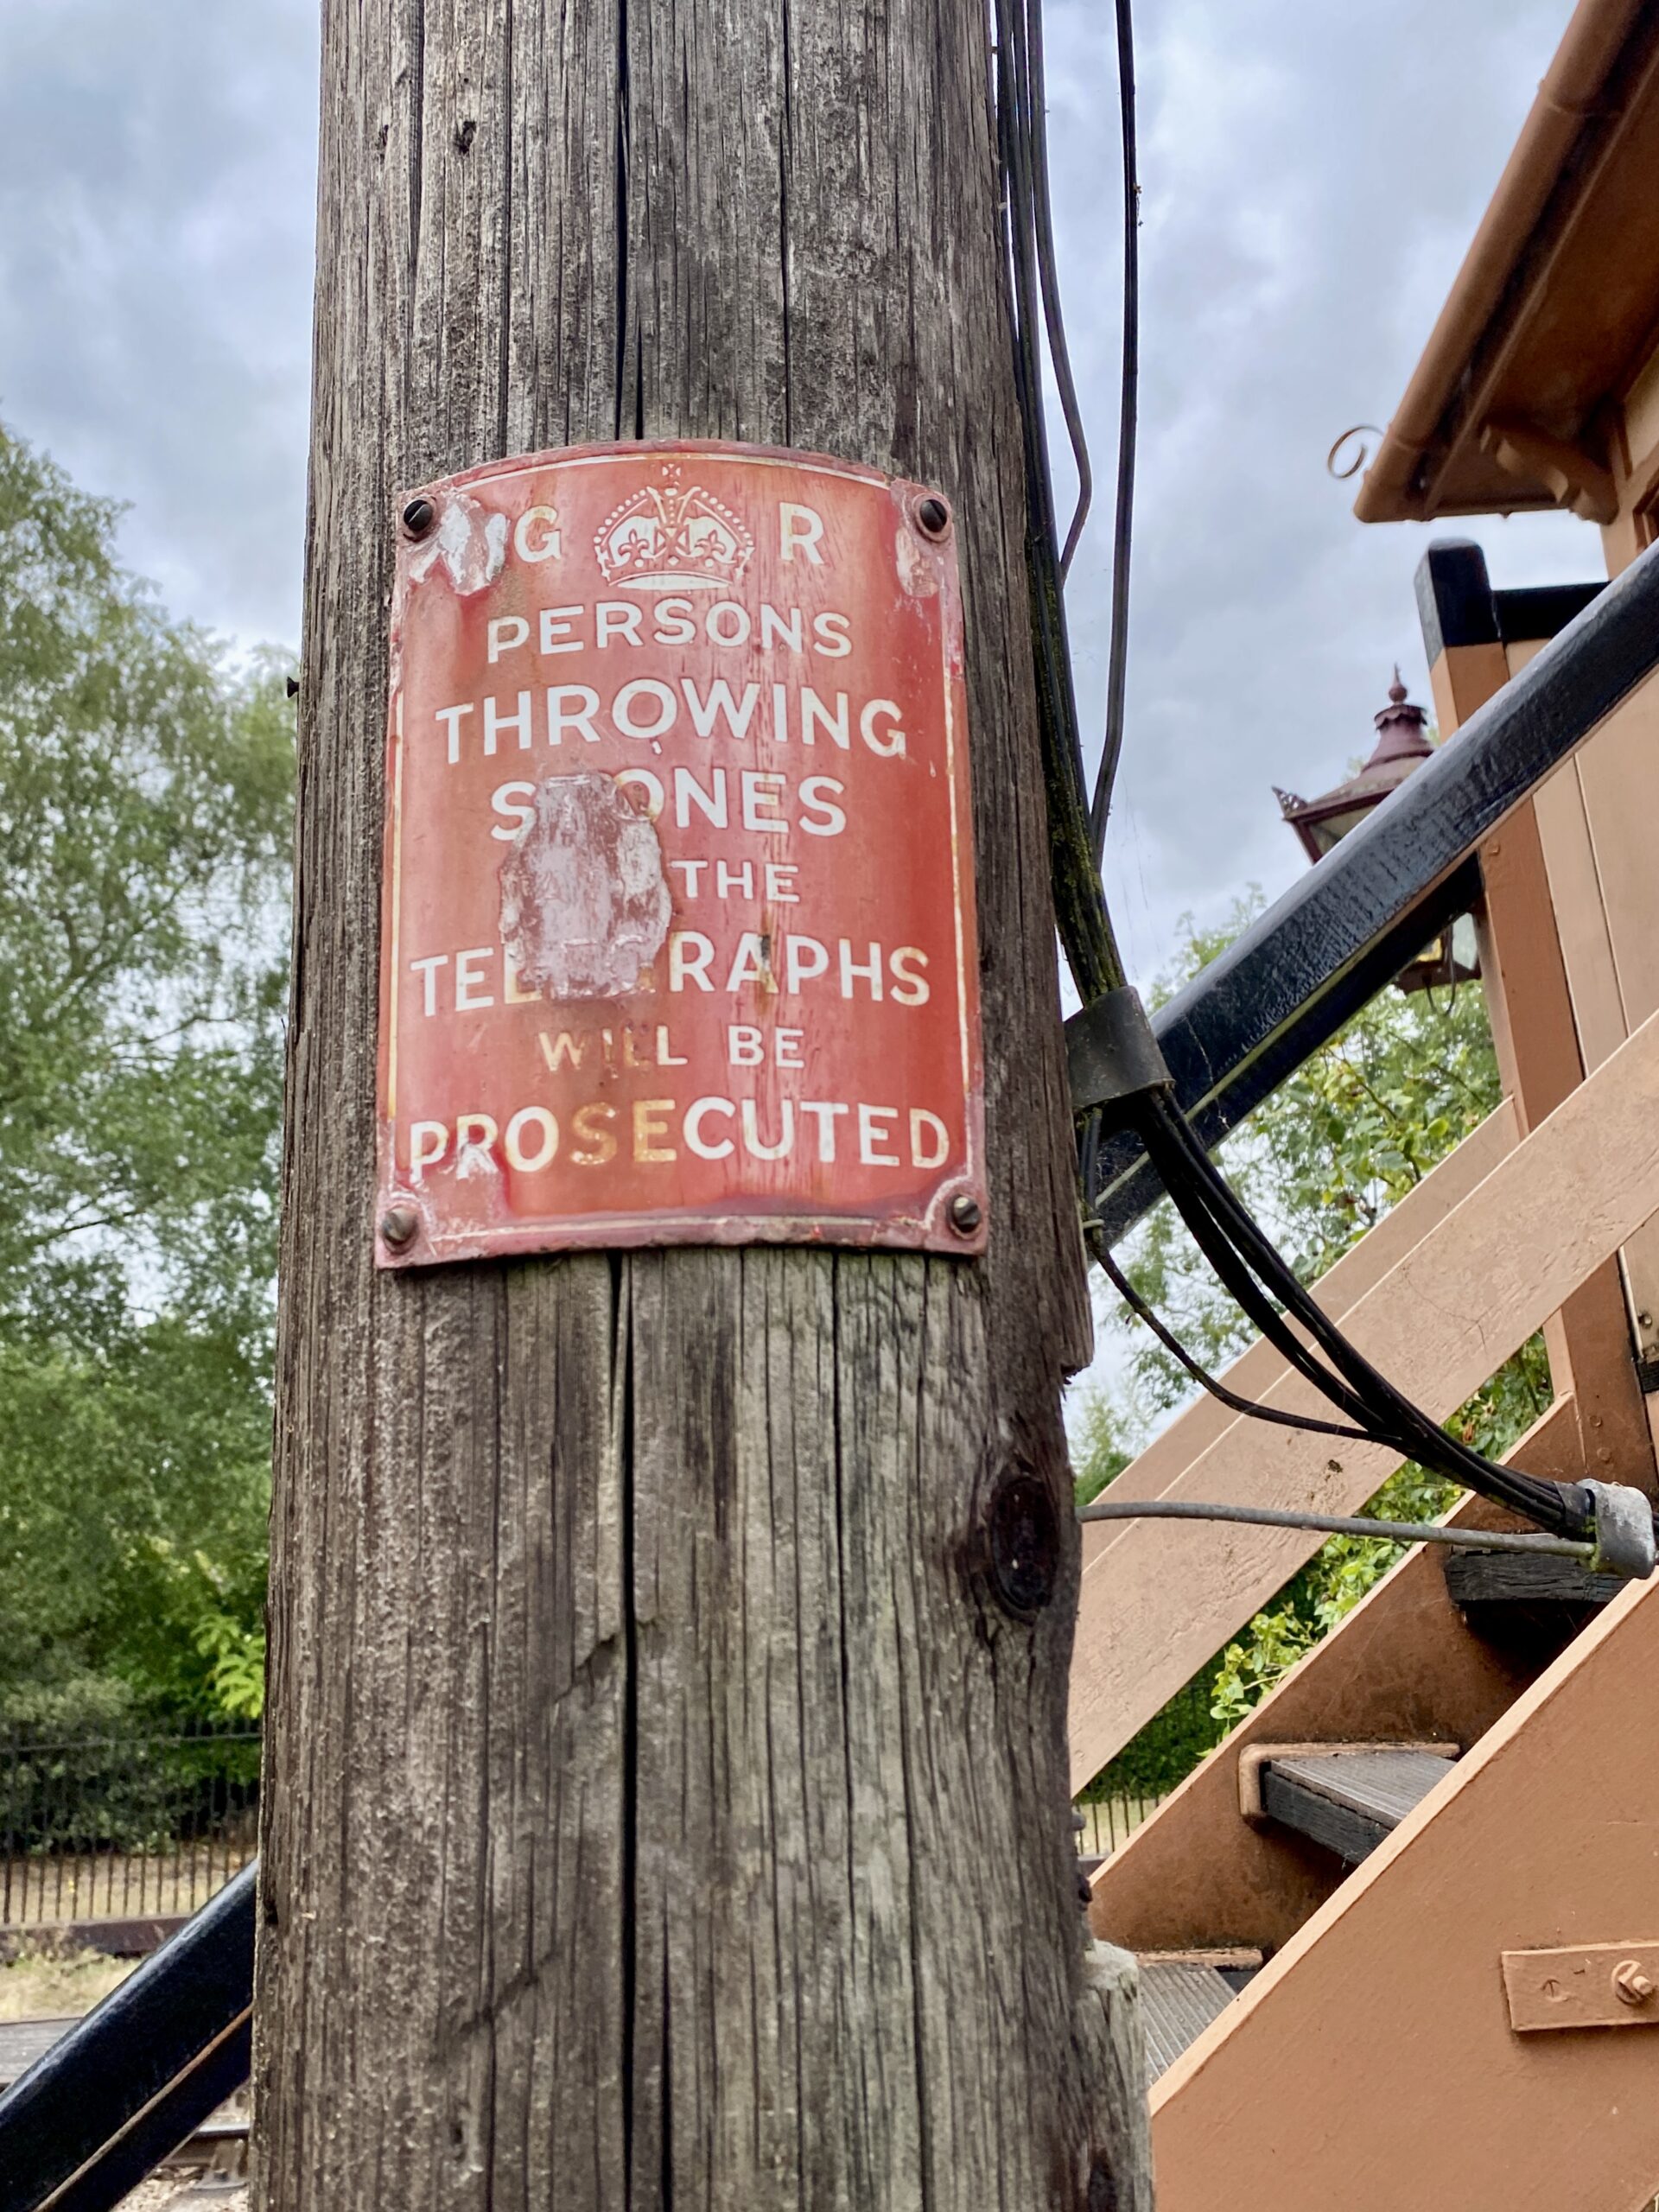 G R
PERSONS
THROWING
STONES
THE
TELEGRAPHS
WILL BE
PROSECUTED